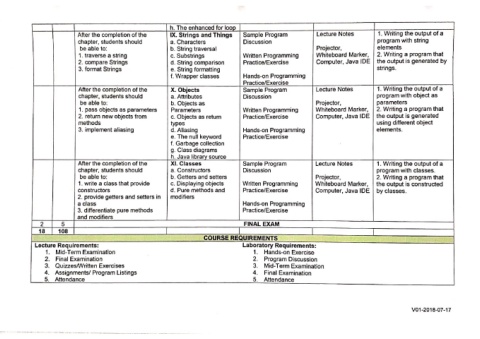 h. The enhanced for loop
After the completion of the
chapter, students should
be able to:
1. traverse a string
2. compare Strings
3. format Strings
IX. Strings and Things
a. Characters
b. String traversal
c. Substrings
d. String comparison
e. String formatting
f. Wrapper classes
Sample Program
Discussion
Written Programming
Practice/Exercise
Hands-on Programming
Practice/Exercise
Lecture Notes
Projector,
Whiteboard Marker,
Computer, Java IDE
1. Writing the output of a
program with string
elements
2. Writing a program that
the output is generated by
strings.
After the completion of the
chapter, students should
be able to:
1. pass objects as parameters
2. return new objects from
methods
3. implement aliasing
X. Objects
a. Attributes
b. Objects as
Parameters
c. Objects as return
types
d. Aliasing
e. The null keyword
f. Garbage collection
g. Class diagrams
h. Java library source
Sample Program
Discussion
Written Programming
Practice/Exercise
Hands-on Programming
Practice/Exercise
Lecture Notes
Projector,
Whiteboard Marker,
Computer, Java IDE
1. Writing the output of a
program with object as
parameters
2. Writing a program that
the output is generated
using different object
elements.
After the completion of the
chapter, students should
be able to:
1. write a class that provide
constructors
2. provide getters and setters in
a class
3. differentiate pure methods
and modifiers
XI. Classes
a. Constructors
b. Getters and setters
c. Displaying objects
d. Pure methods and
modifiers
Sample Program
Discussion
Written Programming
Practice/Exercise
Hands-on Programming
Practice/Exercise
Lecture Notes
Projector,
Whiteboard Marker,
Computer, Java IDE
1. Writing the output of a
program with classes.
2. Writing a program that
the output is constructed
by classes.
2 5 FINAL EXAM
18 108
COURSE REQUIREMENTS
Lecture Requirements:
1. Mid-Term Examination
2. Final Examination
3. Quizzes/Written Exercises
4. Assignments/ Program Listings
5. Attendance
Laboratory Requirements:
1. Hands-on Exercise
2. Program Discussion
3. Mid-Term Examination
4. Final Examination
5. Attendance
V01-2018-07-17